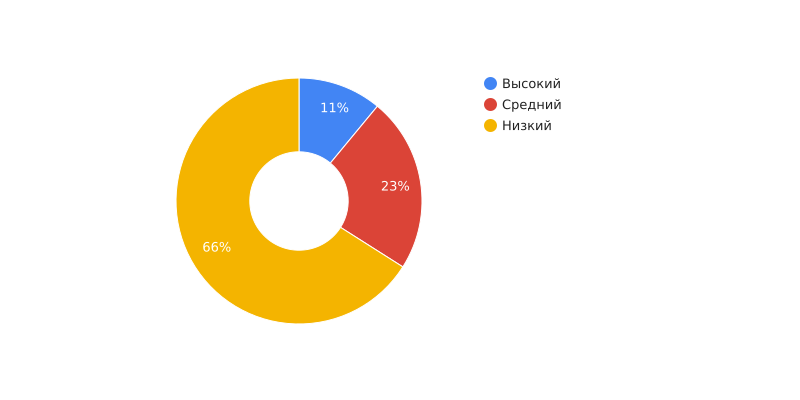 11%
23%
66%
Высокий
Средний
Низкий